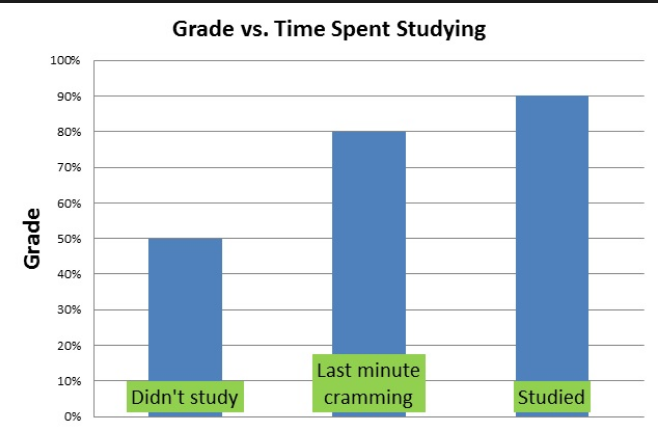 Grade vs. Time Spent Studying
100%
90%
80%
70%
60%
50%
40%
30%
20%
10%
0%
Grade
Didn't study
Last minute
cramming
Studied